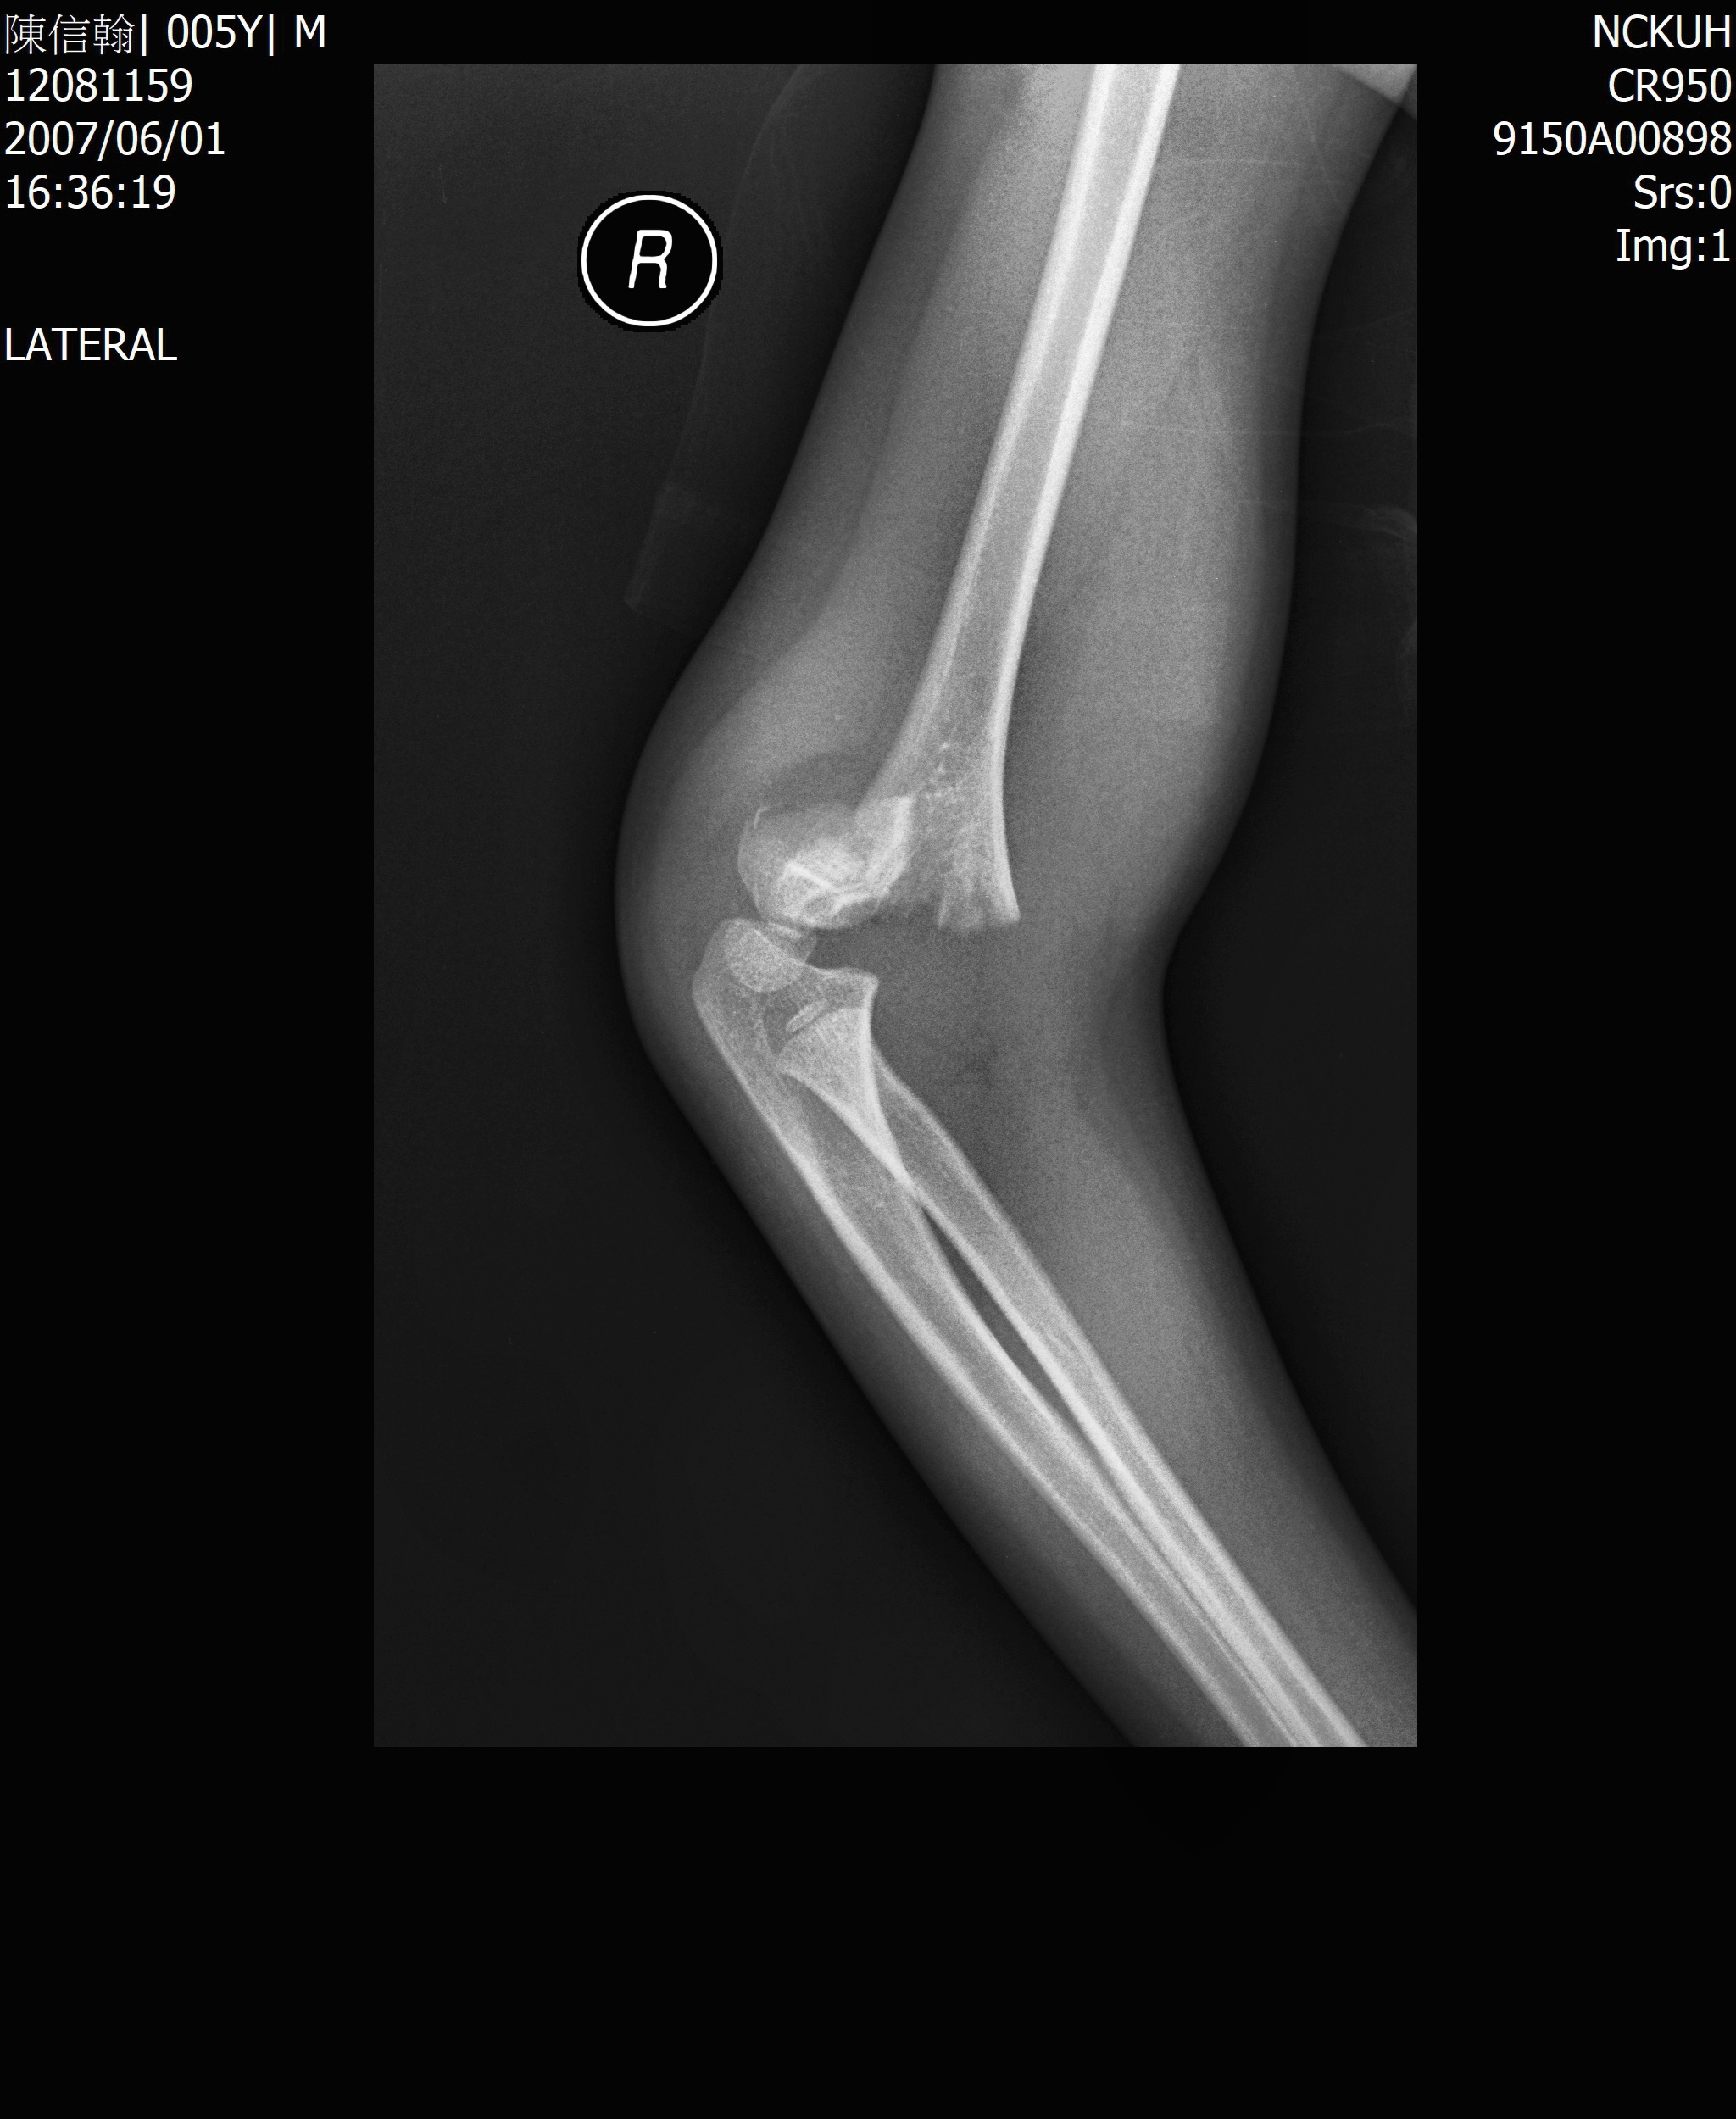 陳信翰| 005Y| M
12081159
2007/06/01
16:36:19
LATERAL
NCKUH
CR950
9150A00898
Srs:0
Img:1
R